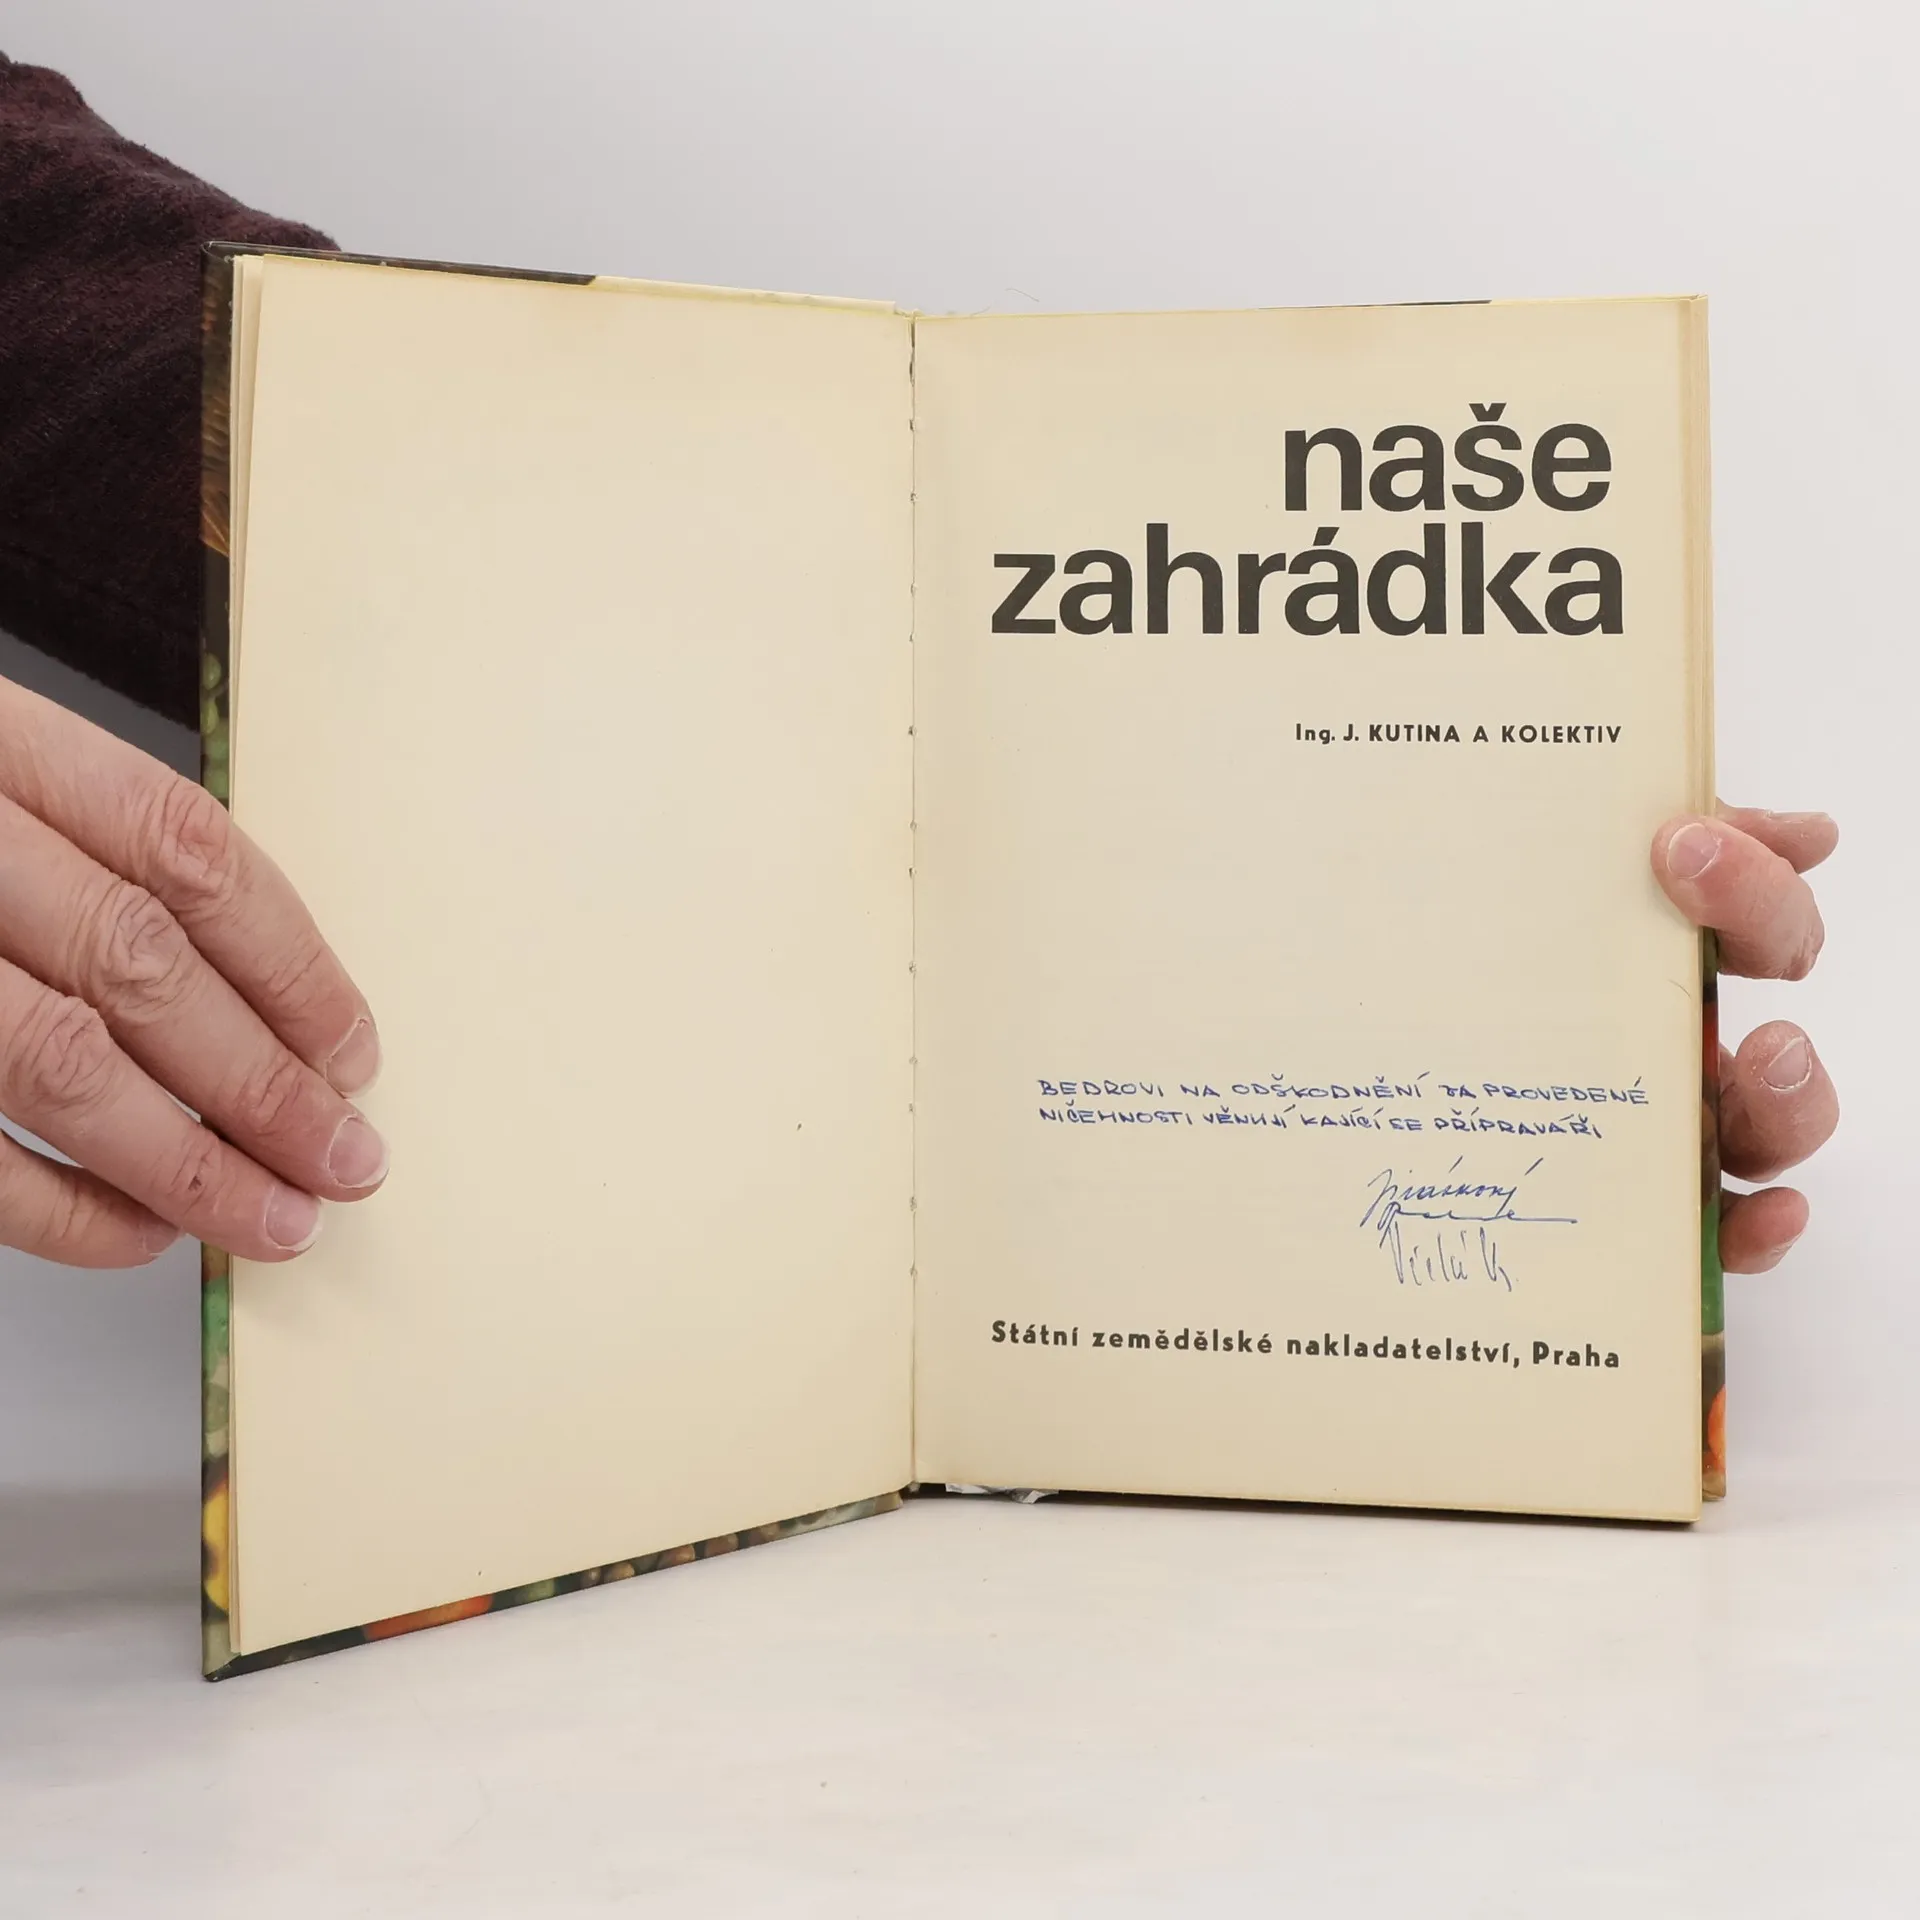 naše
zahrádka
Ing. J. KUTINA A KOLEKTIV
BEDROVI NA ODŠKODNĚNÍ ZA PROVEDENÉ
NIČEMNOSTI VĚNUJÍ KAJÍCÍ SE PŘÍPRAVÁŘI
Státní zemědělské nakladatelství, Praha